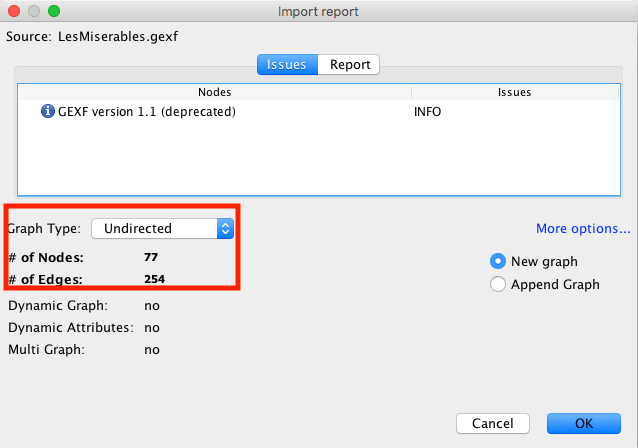 Import report
Source: LesMiserables.gexf
Issues Report
Nodes Issues
GEXF version 1.1 (deprecated) INFO
Graph Type: Undirected More options...
# of Nodes: 77
New graph
# of Edges: 254
Append Graph
Dynamic Graph: no
Dynamic Attributes: no
Multi Graph: no
Cancel OK